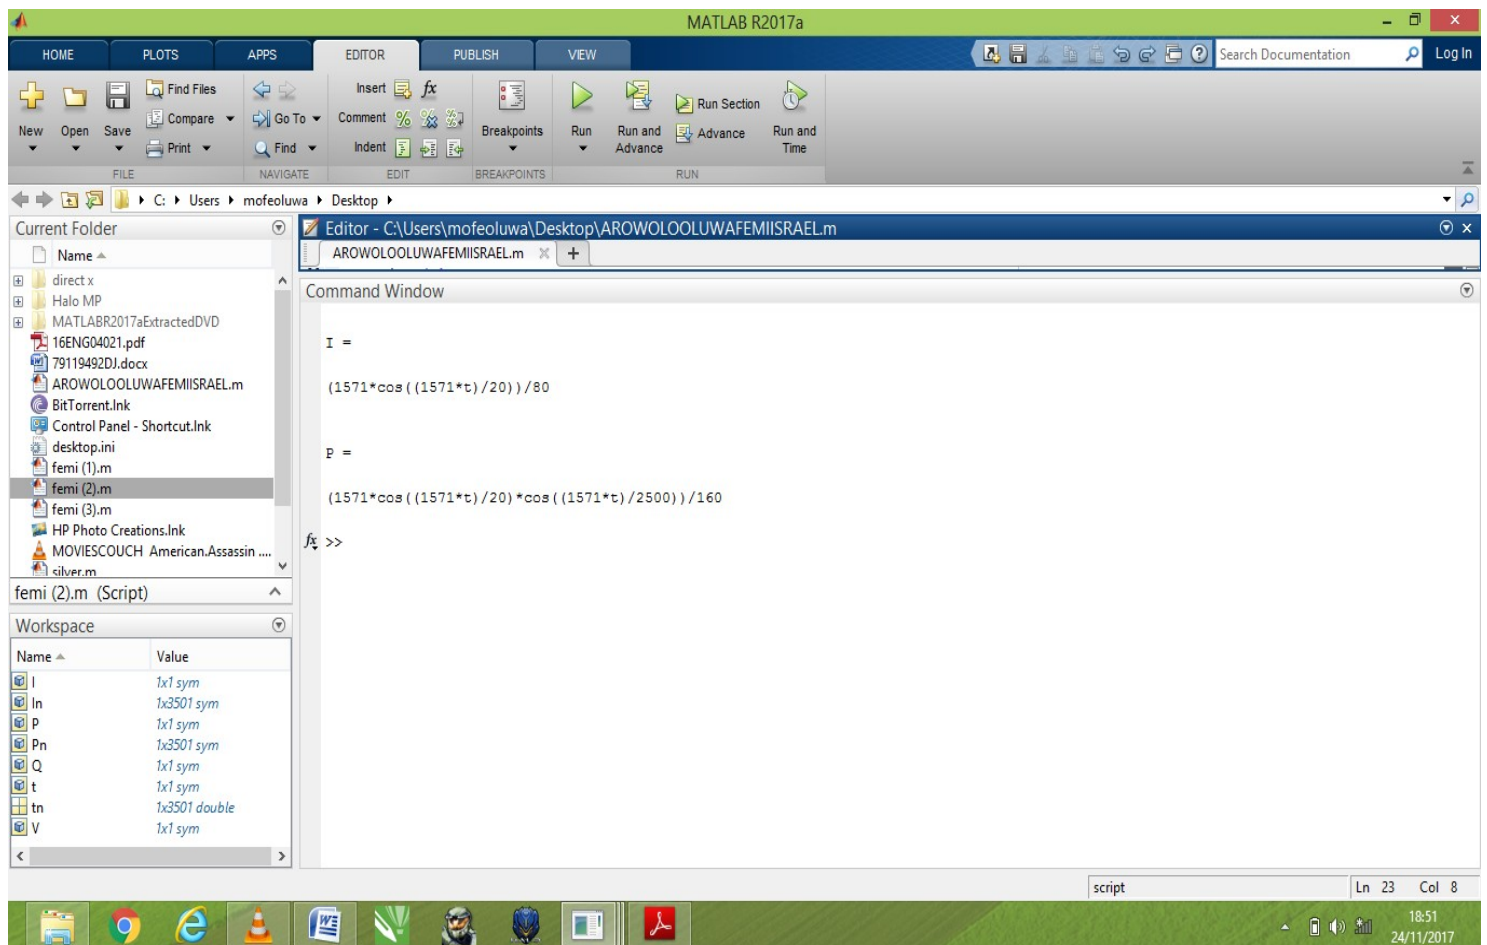 MATLAB R2017a
HOME PLOTS APPS EDITOR PUBLISH VIEW Search Documentation Log In
New Open Save Find Files Compare Print Go To Find Insert fx Comment Indent Breakpoints Run Run and Advance Run Section Advance Run and Time
FILE NAVIGATE EDIT BREAKPOINTS RUN
C: Users mofeoluwa Desktop
Current Folder
Name
direct x
Halo MP
MATLABR2017aExtractedDVD
16ENG04021.pdf
79119492DJ.docx
AROWOLOOLUWAFEMIISRAEL.m
BitTorrent.lnk
Control Panel - Shortcut.lnk
desktop.ini
femi (1).m
femi (2).m
femi (3).m
HP Photo Creations.lnk
MOVIESCOUCH American.Assassin ....
silver.m
femi (2).m (Script)
Workspace
Name Value
I 1x1 sym
In 1x3501 sym
P 1x1 sym
Pn 1x3501 sym
Q 1x1 sym
t 1x1 sym
tn 1x3501 double
V 1x1 sym
Editor - C:\Users\mofeoluwa\Desktop\AROWOLOOLUWAFEMIISRAEL.m
AROWOLOOLUWAFEMIISRAEL.m
Command Window
I =
(1571*cos((1571*t)/20))/80
P =
(1571*cos((1571*t)/20)*cos((1571*t)/2500))/160
fx >>
script Ln 23 Col 8
18:51
24/11/2017